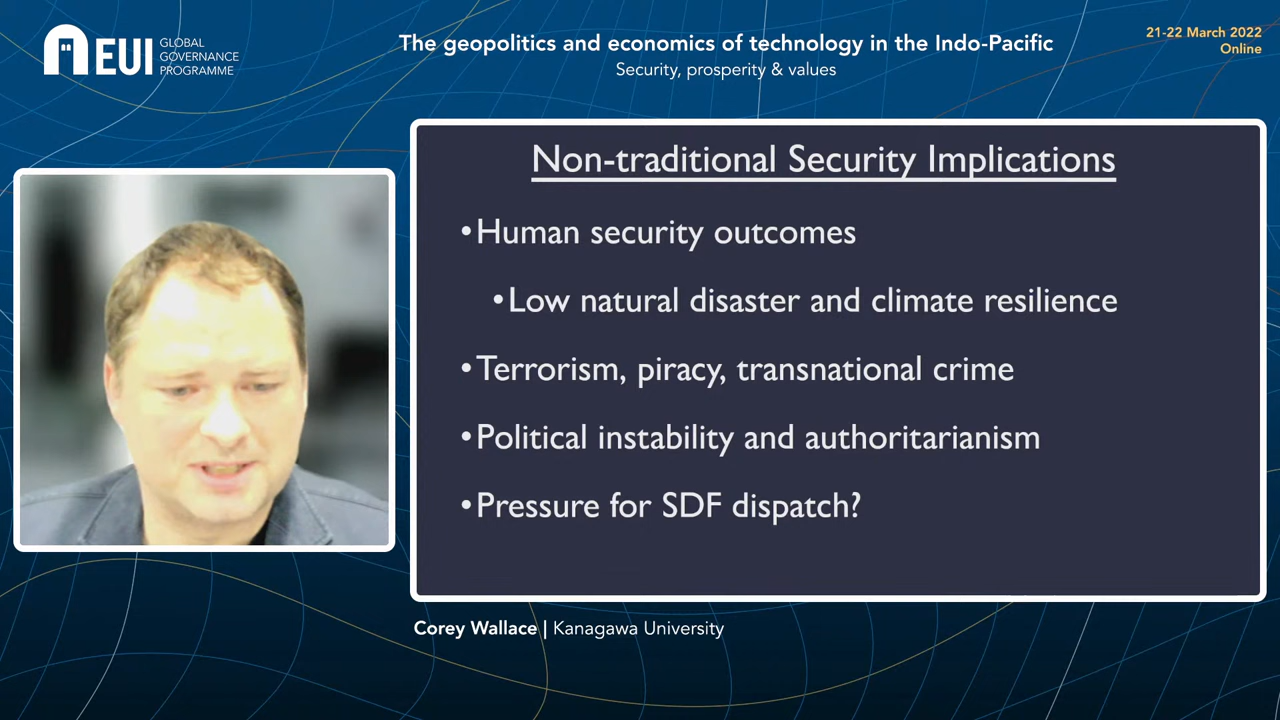 EUI
GLOBAL
GOVERNANCE
PROGRAMME
The geopolitics and economics of technology in the Indo-Pacific
Security, prosperity & values
21-22 March 2022
Online
Non-traditional Security Implications
•Human security outcomes
•Low natural disaster and climate resilience
•Terrorism, piracy, transnational crime
•Political instability and authoritarianism
•Pressure for SDF dispatch?
Corey Wallace | Kanagawa University